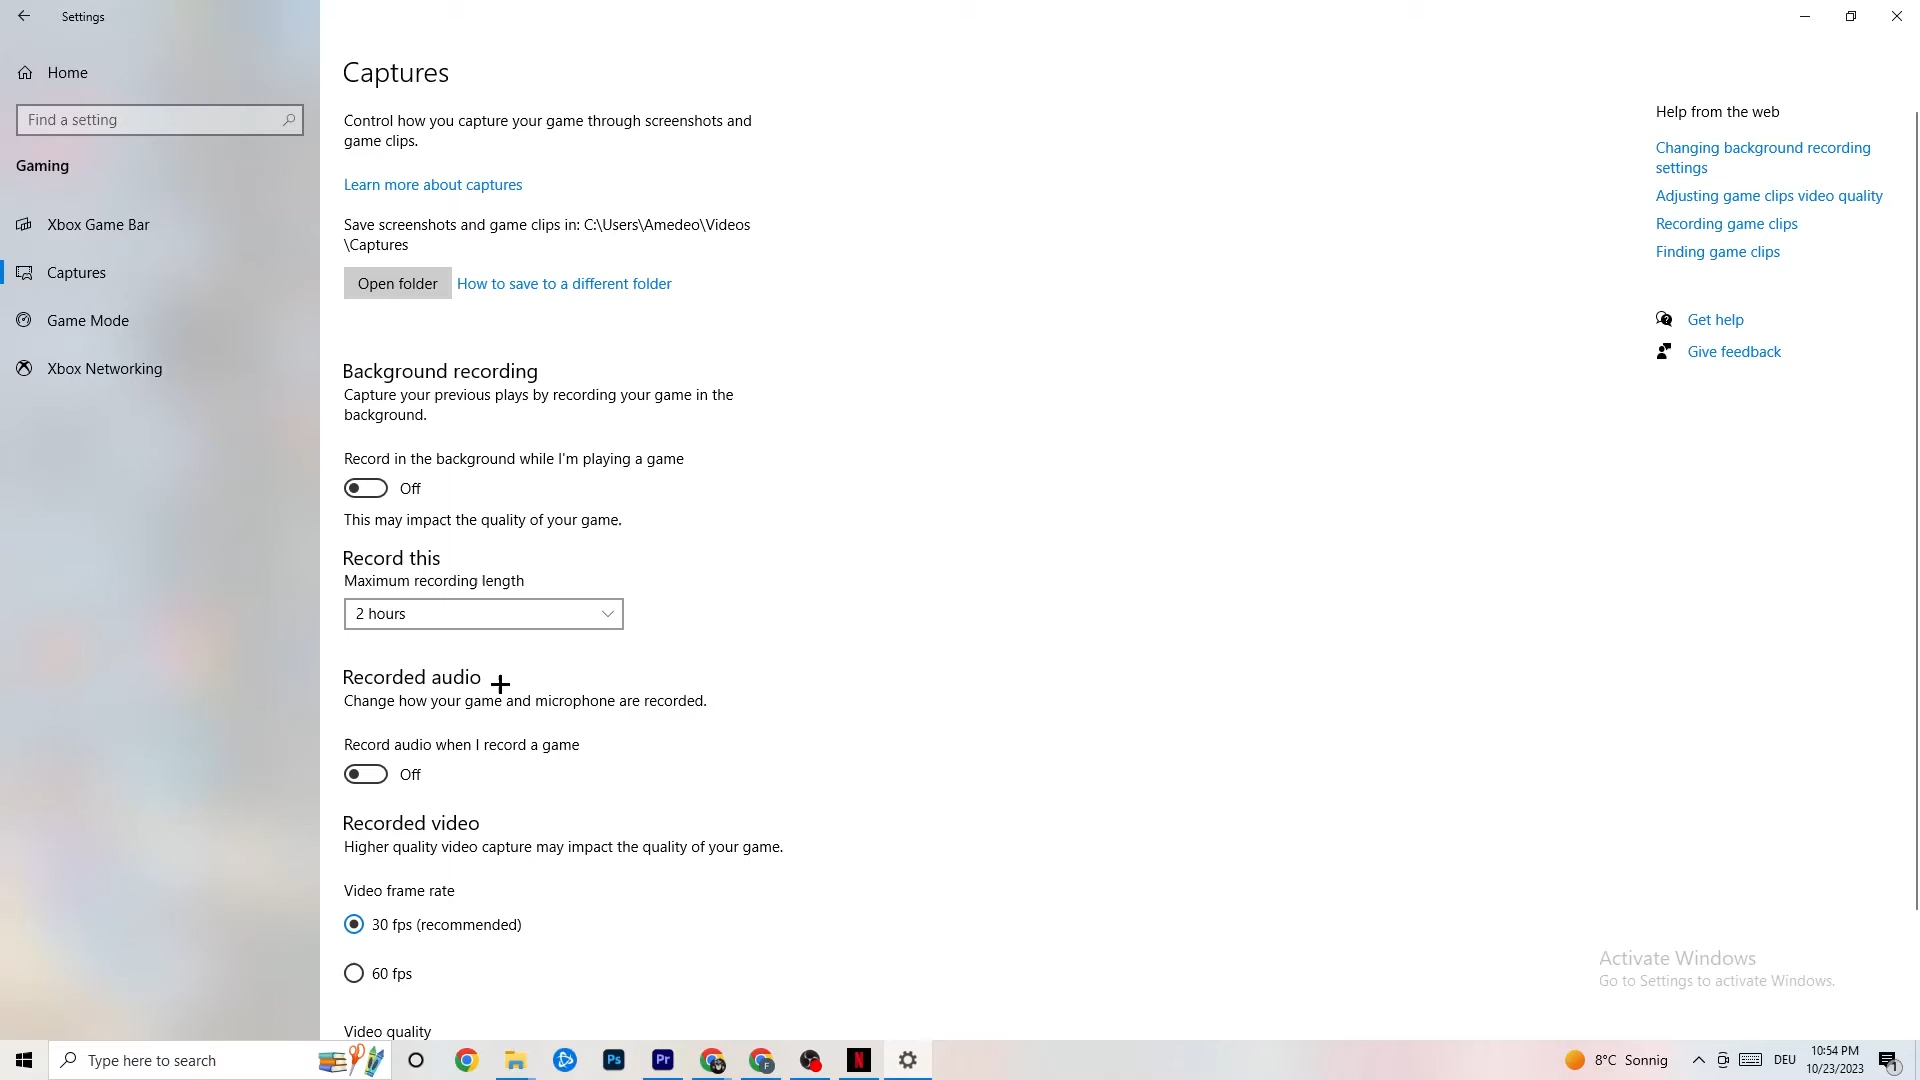 Settings
Home
Find a setting
Gaming
Xbox Game Bar
Captures
Game Mode
Xbox Networking
Captures
Control how you capture your game through screenshots and
game clips.
Learn more about captures
Save screenshots and game clips in: C:\Users\Amedeo\Videos
\Captures
Open folder
How to save to a different folder
Background recording
Capture your previous plays by recording your game in the
background.
Record in the background while I'm playing a game
Off
This may impact the quality of your game.
Record this
Maximum recording length
2 hours
Recorded audio
Change how your game and microphone are recorded.
Record audio when I record a game
Off
Recorded video
Higher quality video capture may impact the quality of your game.
Video frame rate
30 fps (recommended)
60 fps
Video quality
Help from the web
Changing background recording
settings
Adjusting game clips video quality
Recording game clips
Finding game clips
Get help
Give feedback
Activate Windows
Go to Settings to activate Windows.
Type here to search
Ps
Pr
F
N
8°C Sonnig
DEU
10:54 PM
10/23/2023
1